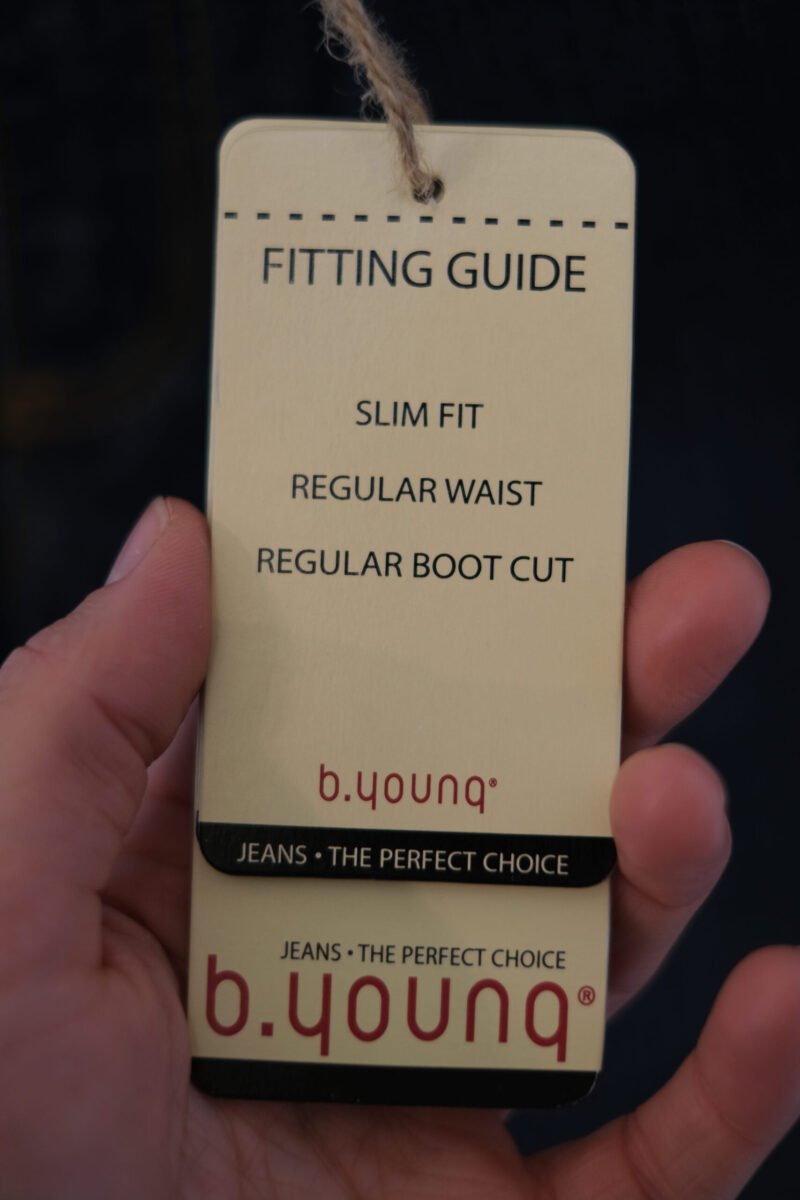 FITTING GUIDE
SLIM FIT
REGULAR WAIST
REGULAR BOOT CUT
b.young®
JEANS • THE PERFECT CHOICE
JEANS • THE PERFECT CHOICE
b.young®